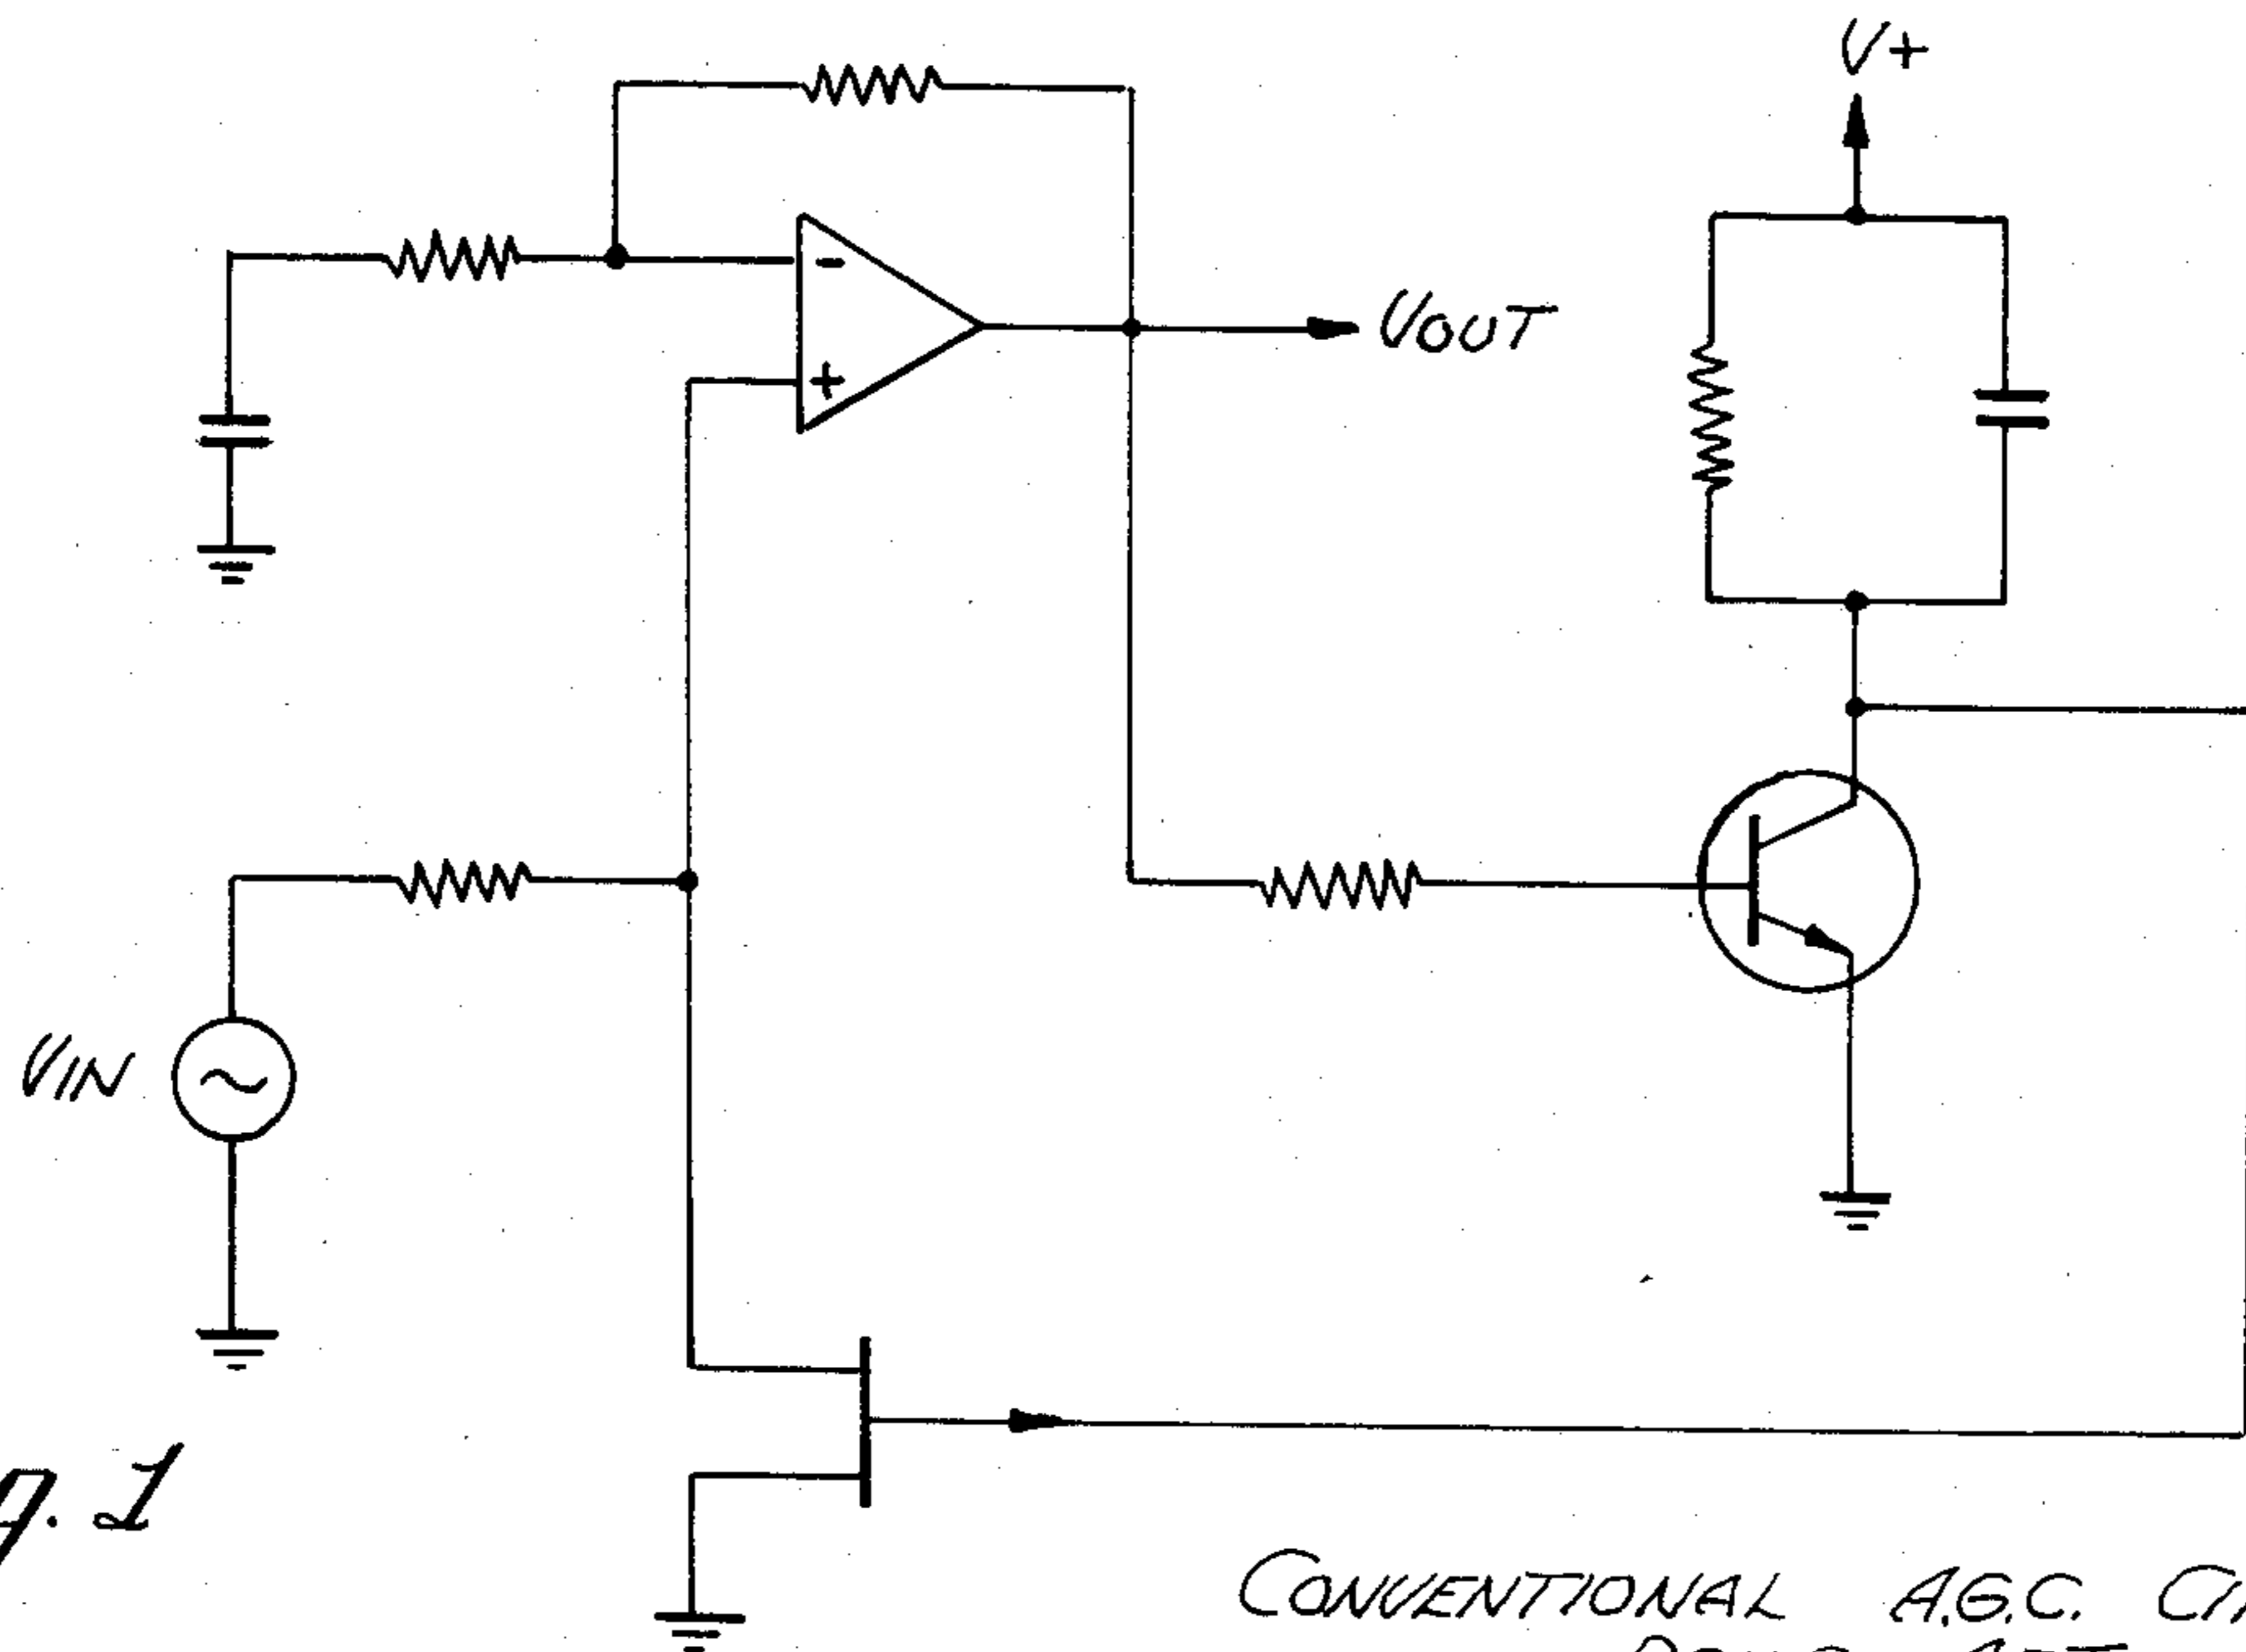 V+
-
+
VOUT
VIN
g. 1
CONVENTIONAL A.G.C.